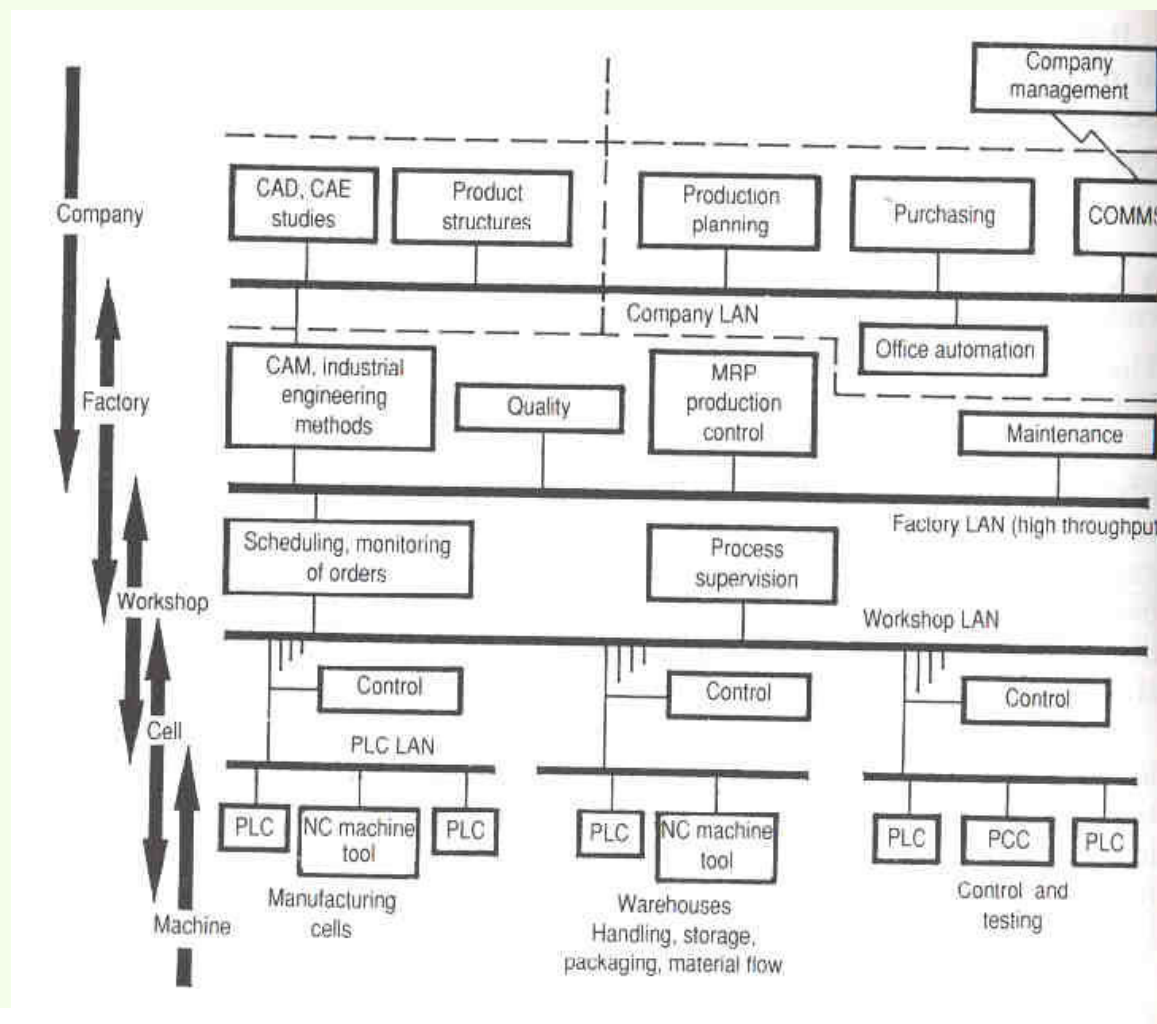 Company
management
CAD, CAE
studies
Product
structures
Production
planning
Purchasing
COMMS
Company
Company LAN
Office automation
CAM, industrial
engineering
methods
Quality
MRP
production
control
Maintenance
Factory
Factory LAN (high throughput
Scheduling, monitoring
of orders
Process
supervision
Workshop
Workshop LAN
Control
Control
Control
Cell
PLC LAN
PLC
NC machine
tool
PLC
PLC
NC machine
tool
PLC
PCC
PLC
Manufacturing
cells
Warehouses
Handling, storage,
packaging, material flow
Control and
testing
Machine